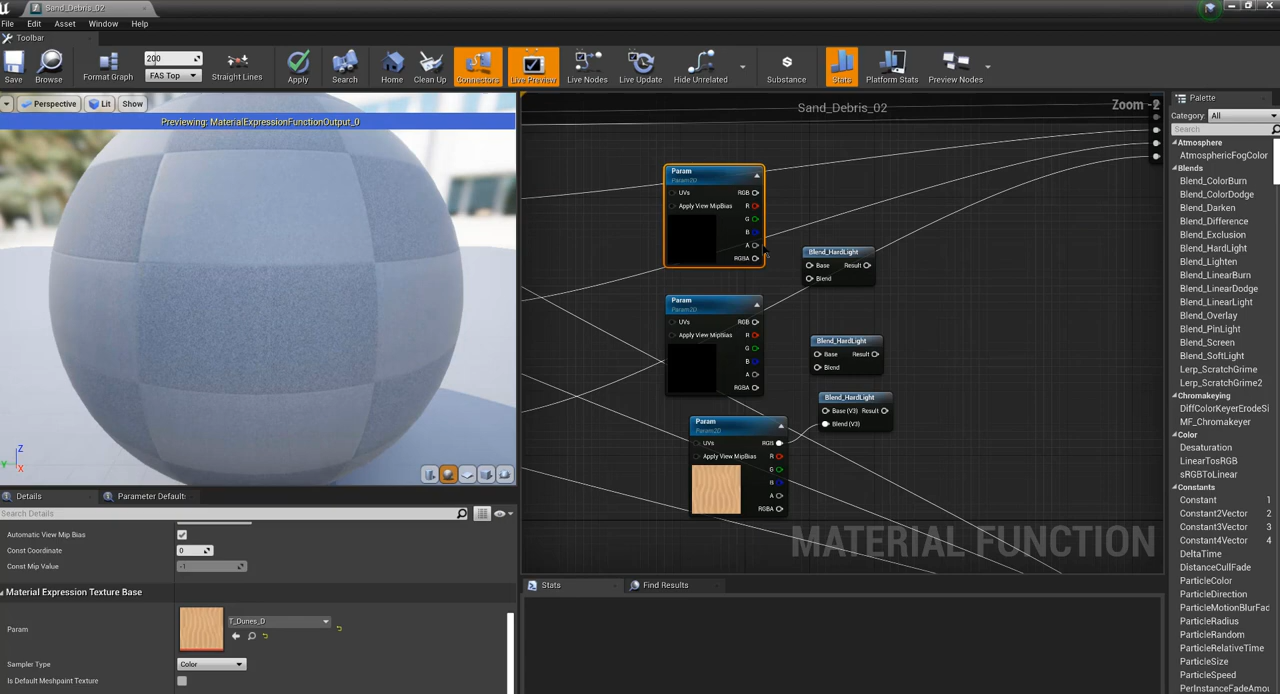 Sand_Debris_02
File
Edit
Asset
Window
Help
Toolbar
Save
Browse
Format Graph
200
FAS Top
Straight Lines
Apply
Search
Home
Clean Up
Connectors
Live Preview
Live Nodes
Live Update
Hide Unrelated
Substance
Stats
Platform Stats
Preview Nodes
Perspective
Lit
Show
Previewing: MaterialExpressionFunctionOutput_0
Z
Y
X
Sand_Debris_02
Zoom -2
Param
Param2D
UVs
RGB
Apply View MipBias
R
G
B
A
RGBA
Blend_HardLight
Base
Result
Blend
Param
Param2D
UVs
RGB
Apply View MipBias
R
G
B
A
RGBA
Blend_HardLight
Base
Result
Blend
Blend_HardLight
Base (V3)
Result
Blend (V3)
Param
Param2D
UVs
RGB
Apply View MipBias
R
G
B
A
RGBA
MATERIAL FUNCTION
Palette
Category:
All
Search
Atmosphere
AtmosphericFogColor
Blends
Blend_ColorBurn
Blend_ColorDodge
Blend_Darken
Blend_Difference
Blend_Exclusion
Blend_HardLight
Blend_Lighten
Blend_LinearBurn
Blend_LinearDodge
Blend_LinearLight
Blend_Overlay
Blend_PinLight
Blend_Screen
Blend_SoftLight
Lerp_ScratchGrime
Lerp_ScratchGrime2
Chromakeying
DiffColorKeyerErodeSi
MF_Chromakeyer
Color
Desaturation
LinearTosRGB
sRGBToLinear
Constants
Constant 1
Constant2Vector 2
Constant3Vector 3
Constant4Vector 4
DeltaTime
DistanceCullFade
ParticleColor
ParticleDirection
ParticleMotionBlurFad
ParticleRadius
ParticleRandom
ParticleRelativeTime
ParticleSize
ParticleSpeed
PerInstanceFadeAmou
Details
Parameter Default
Search Details
Automatic View Mip Bias
Const Coordinate
0
Const Mip Value
-1
Material Expression Texture Base
Param
T_Dunes_D
Sampler Type
Color
Is Default Meshpaint Texture
Stats
Find Results